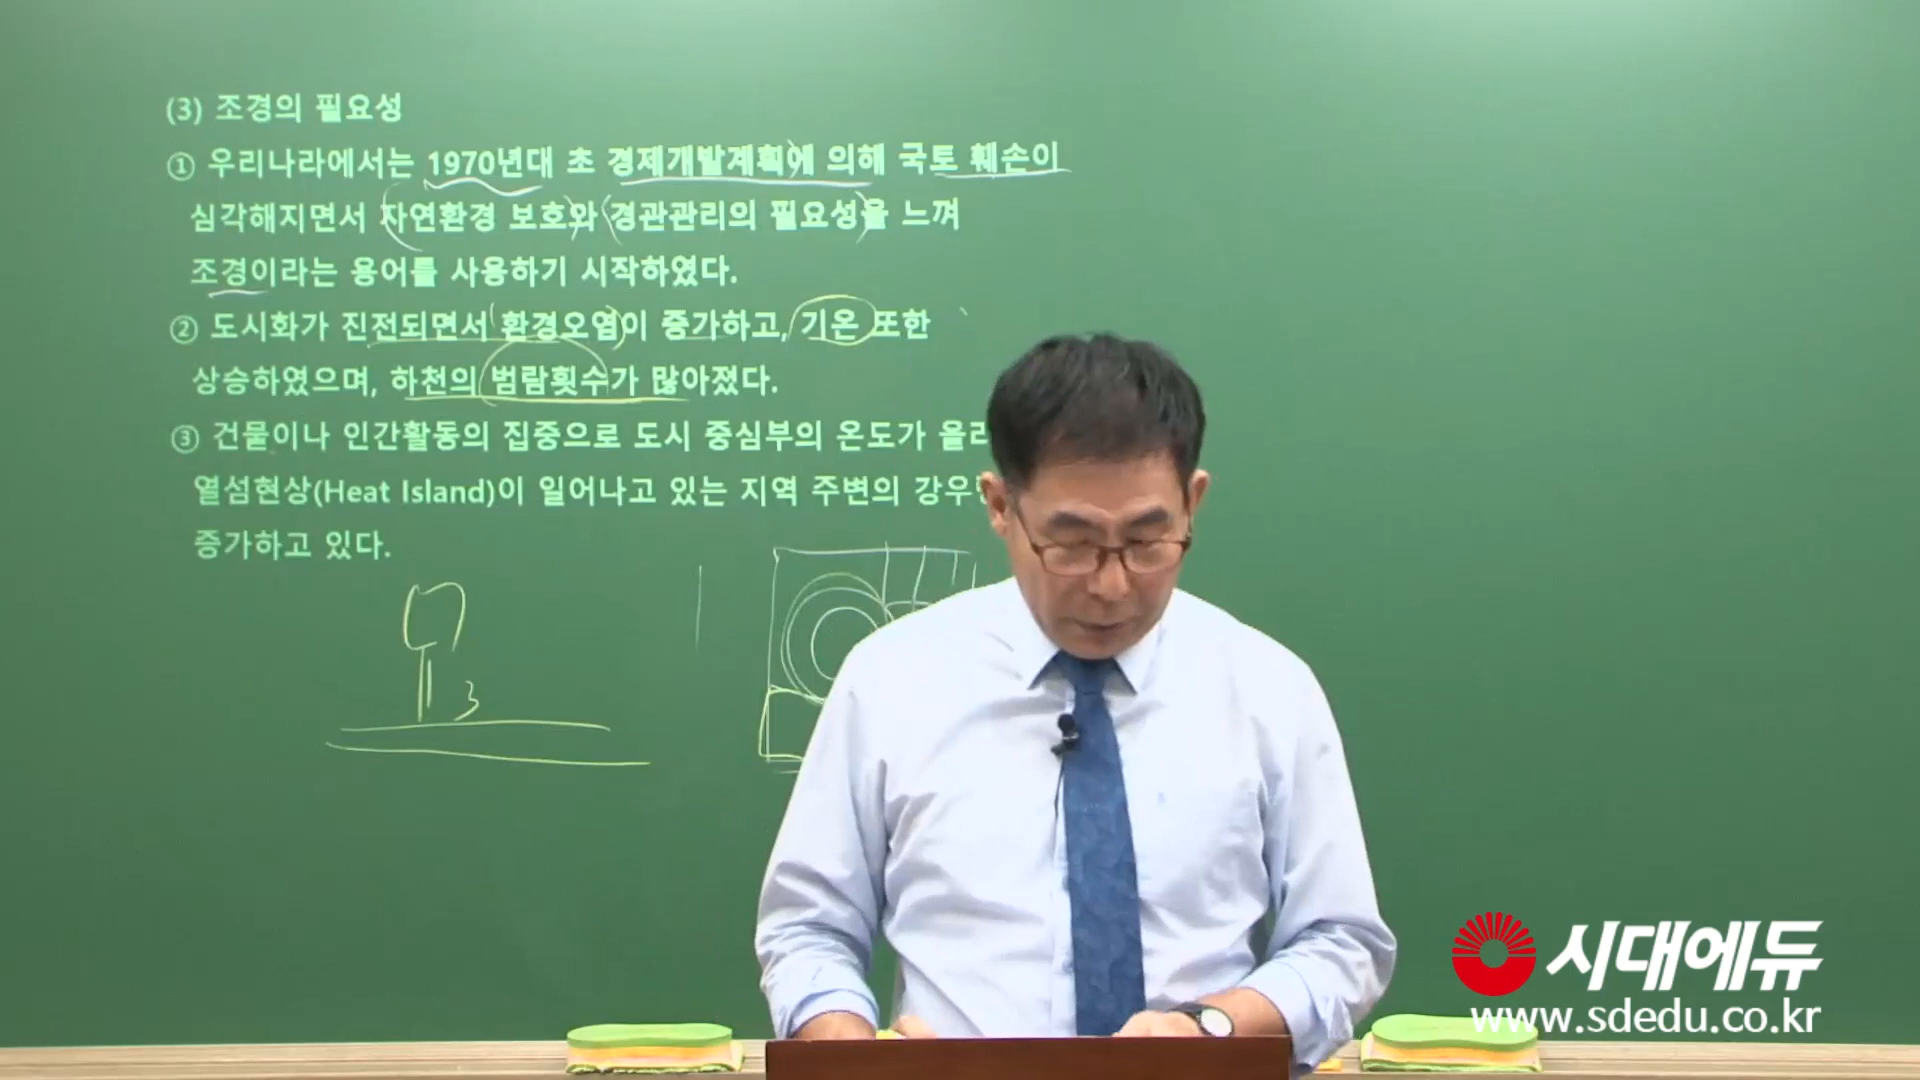 (3) 조경의 필요성
① 우리나라에서는 1970년대 초 경제개발계획에 의해 국토 훼손이
심각해지면서 자연환경 보호와 경관관리의 필요성을 느껴
조경이라는 용어를 사용하기 시작하였다.
② 도시화가 진전되면서 환경오염이 증가하고, 기온 또한
상승하였으며, 하천의 범람횟수가 많아졌다.
③ 건물이나 인간활동의 집중으로 도시 중심부의 온도가
열섬현상(Heat Island)이 일어나고 있는 지역 주변의
증가하고 있다.
3
시대에듀
www.sdedu.co.kr